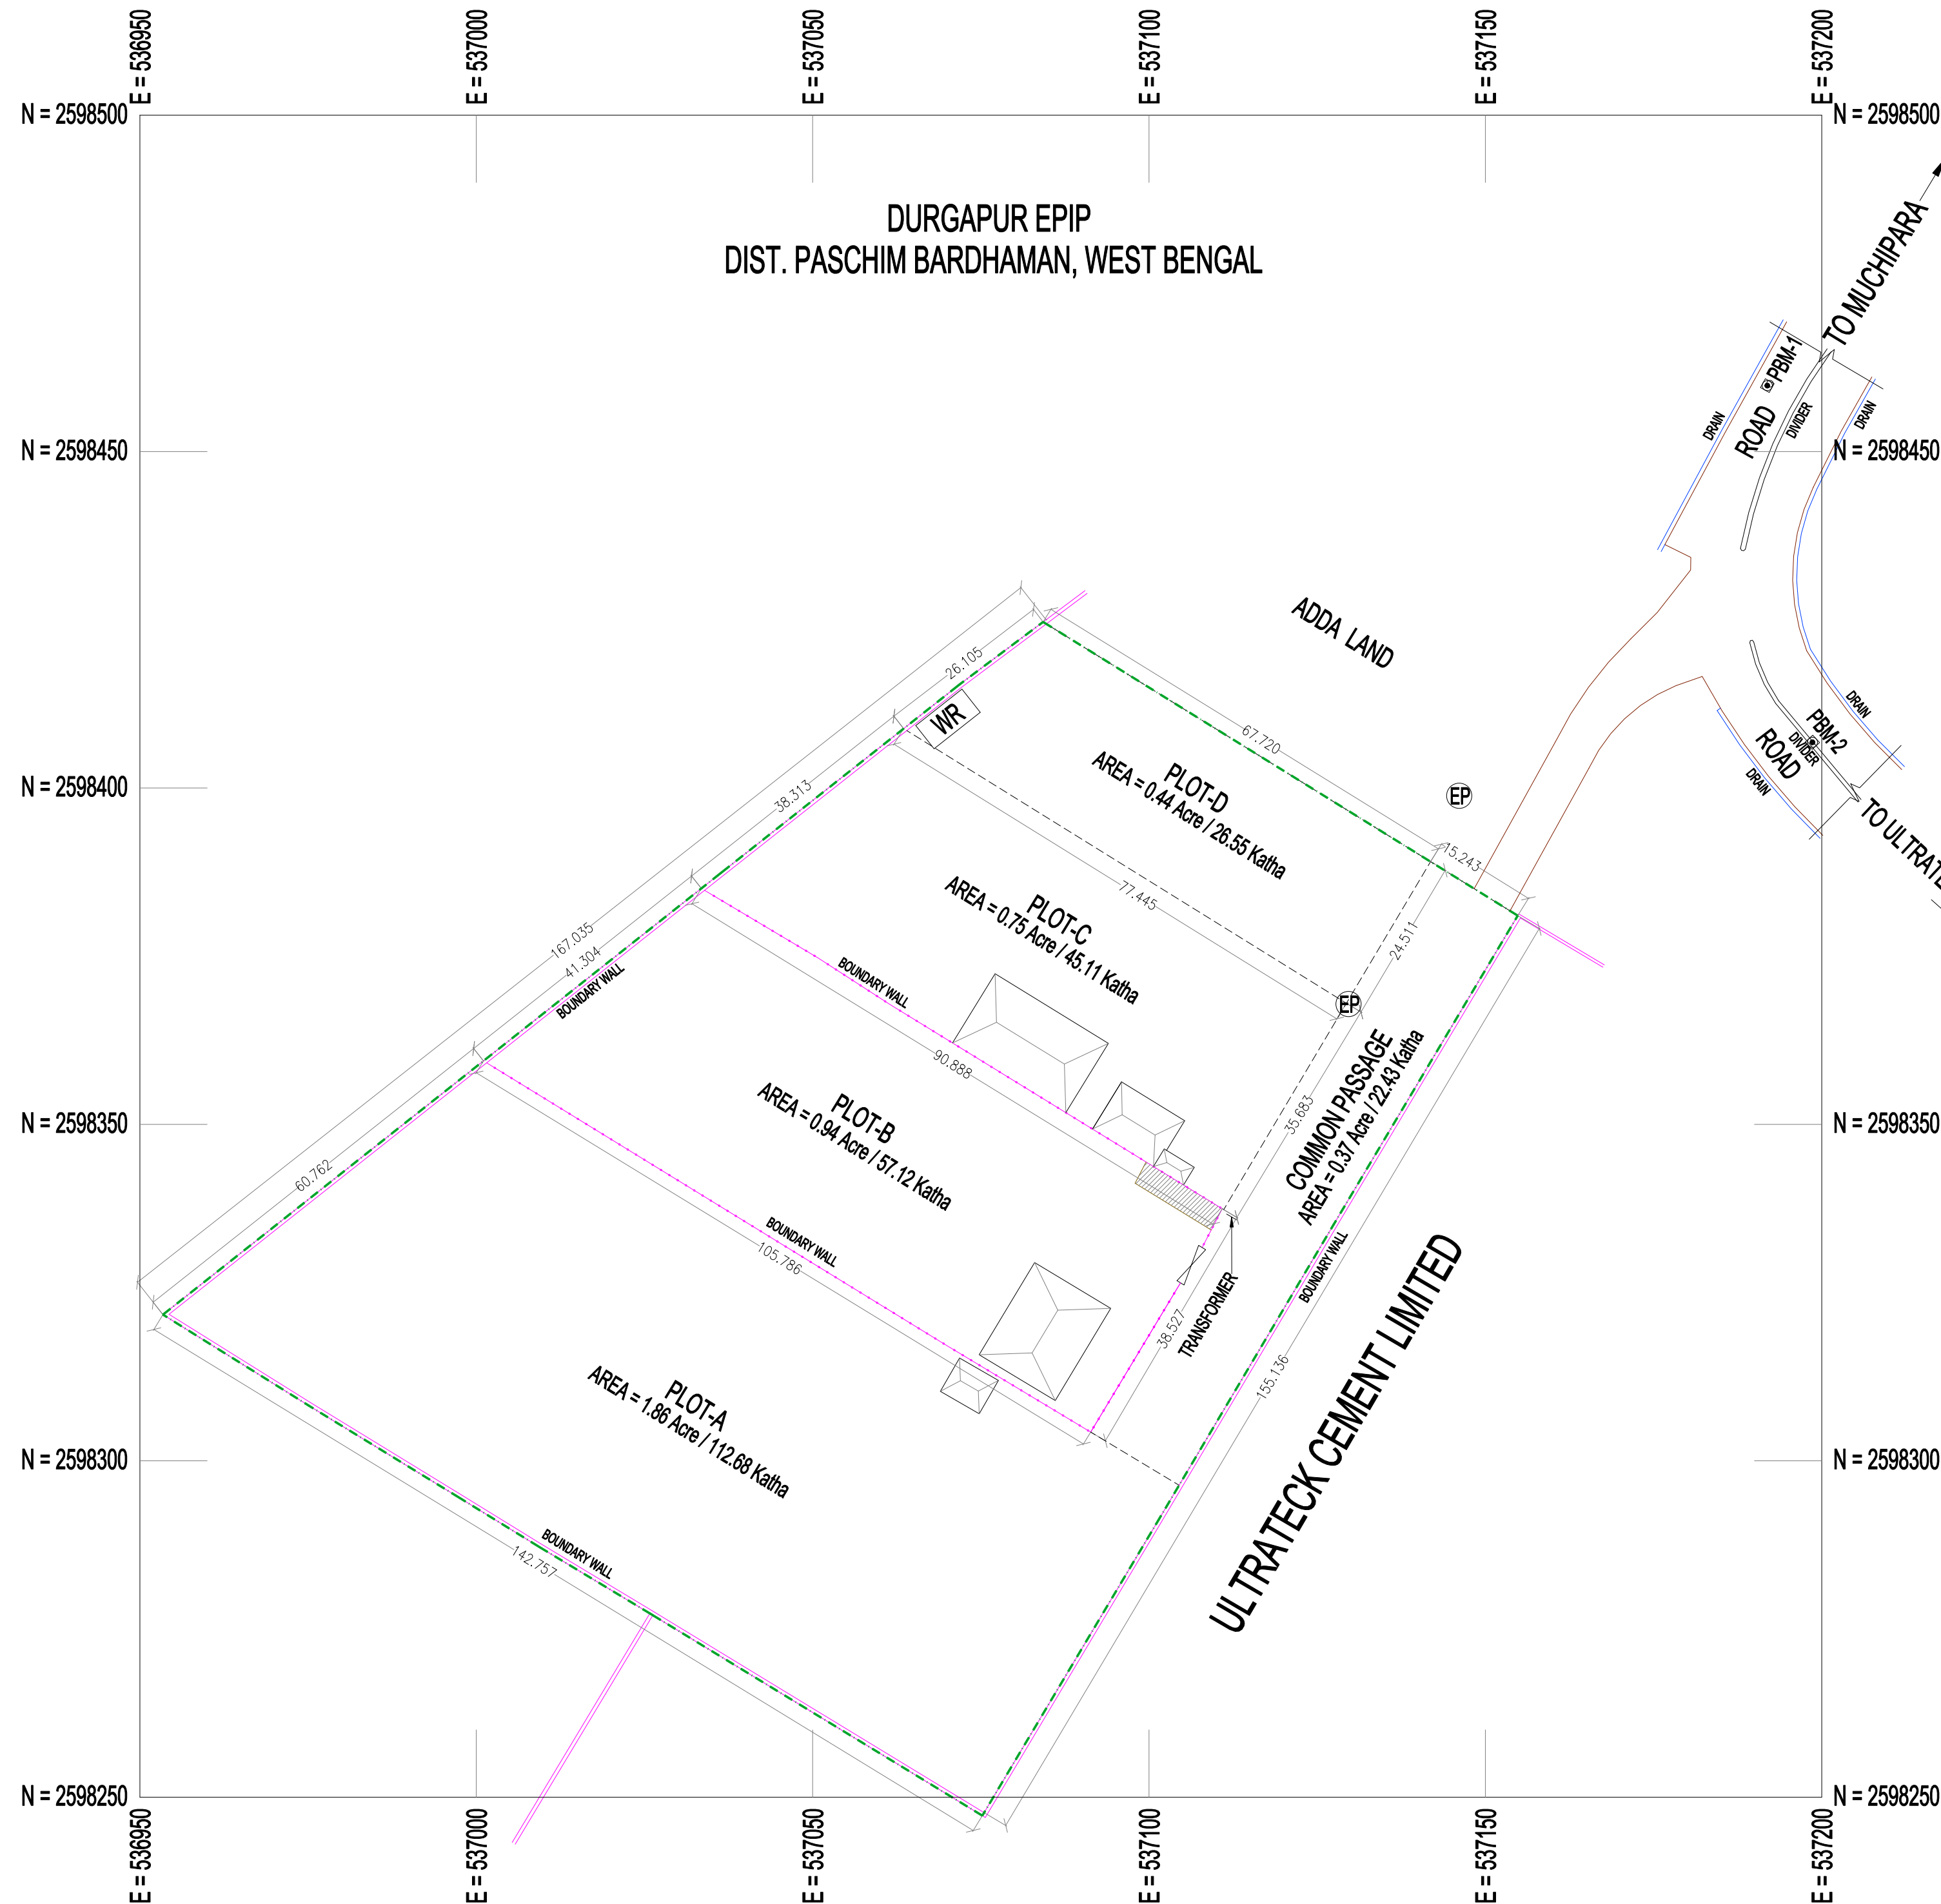 E = 536950
E = 537000
E = 537050
E = 537100
E = 537150
E = 537200
N = 2598500
N = 2598500
DURGAPUR EPIP
DIST. PASCHIM BARDHAMAN, WEST BENGAL
TO MUCHIPARA
PBM-1
ROAD
DIVIDER
DRAIN
DRAIN
N = 2598450
N = 2598450
ADDA LAND
26.105
WR
67.720
PLOT-D
AREA = 0.44 Acre / 26.55 Katha
EP
DRAIN
PBM-2
DIVIDER
ROAD
DRAIN
TO ULTRATE
N = 2598400
N = 2598400
38.313
15.243
77.445
PLOT-C
AREA = 0.75 Acre / 45.11 Katha
24.511
167.035
41.304
BOUNDARY WALL
BOUNDARY WALL
EP
90.888
35.683
COMMON PASSAGE
AREA = 0.37 Acre / 22.43 Katha
N = 2598350
N = 2598350
PLOT-B
AREA = 0.94 Acre / 57.12 Katha
60.762
BOUNDARY WALL
105.786
BOUNDARY WALL
TRANSFORMER
38.527
155.136
ULTRATECK CEMENT LIMITED
PLOT-A
AREA = 1.86 Acre / 112.68 Katha
N = 2598300
N = 2598300
BOUNDARY WALL
142.757
N = 2598250
N = 2598250
E = 536950
E = 537000
E = 537050
E = 537100
E = 537150
E = 537200